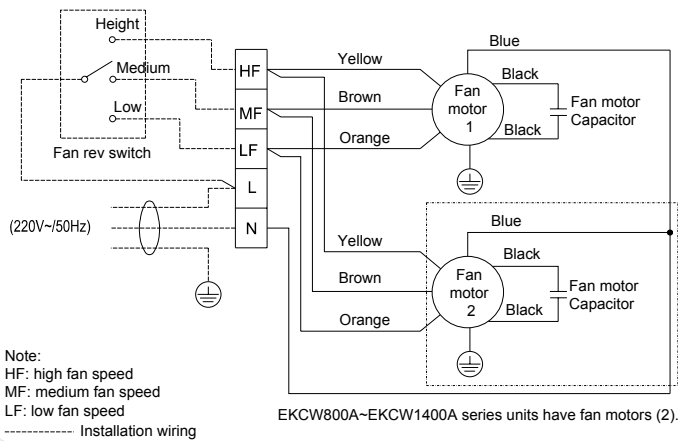 Height
Medium
Low
Fan rev switch
(220V~/50Hz)
HF
MF
LF
L
N
Yellow
Brown
Orange
Blue
Black
Black
Fan
motor
1
Fan motor
Capacitor
Yellow
Brown
Orange
Blue
Black
Black
Fan
motor
2
Fan motor
Capacitor
Note:
HF: high fan speed
MF: medium fan speed
LF: low fan speed
Installation wiring
EKCW800A~EKCW1400A series units have fan motors (2).